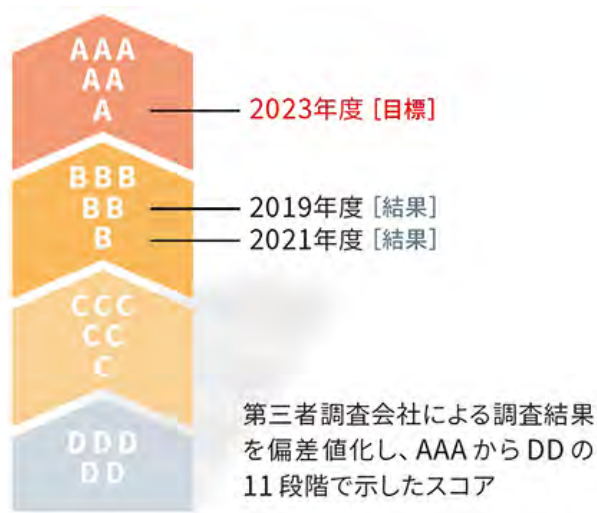 AAA
AA
A
2023年度 [目標]
BBB
BB
2019年度 [結果]
B
2021年度 [結果]
CCC
CC
C
DDD
DD
第三者調査会社による調査結果
を偏差値化し、AAAからDDの
11段階で示したスコア